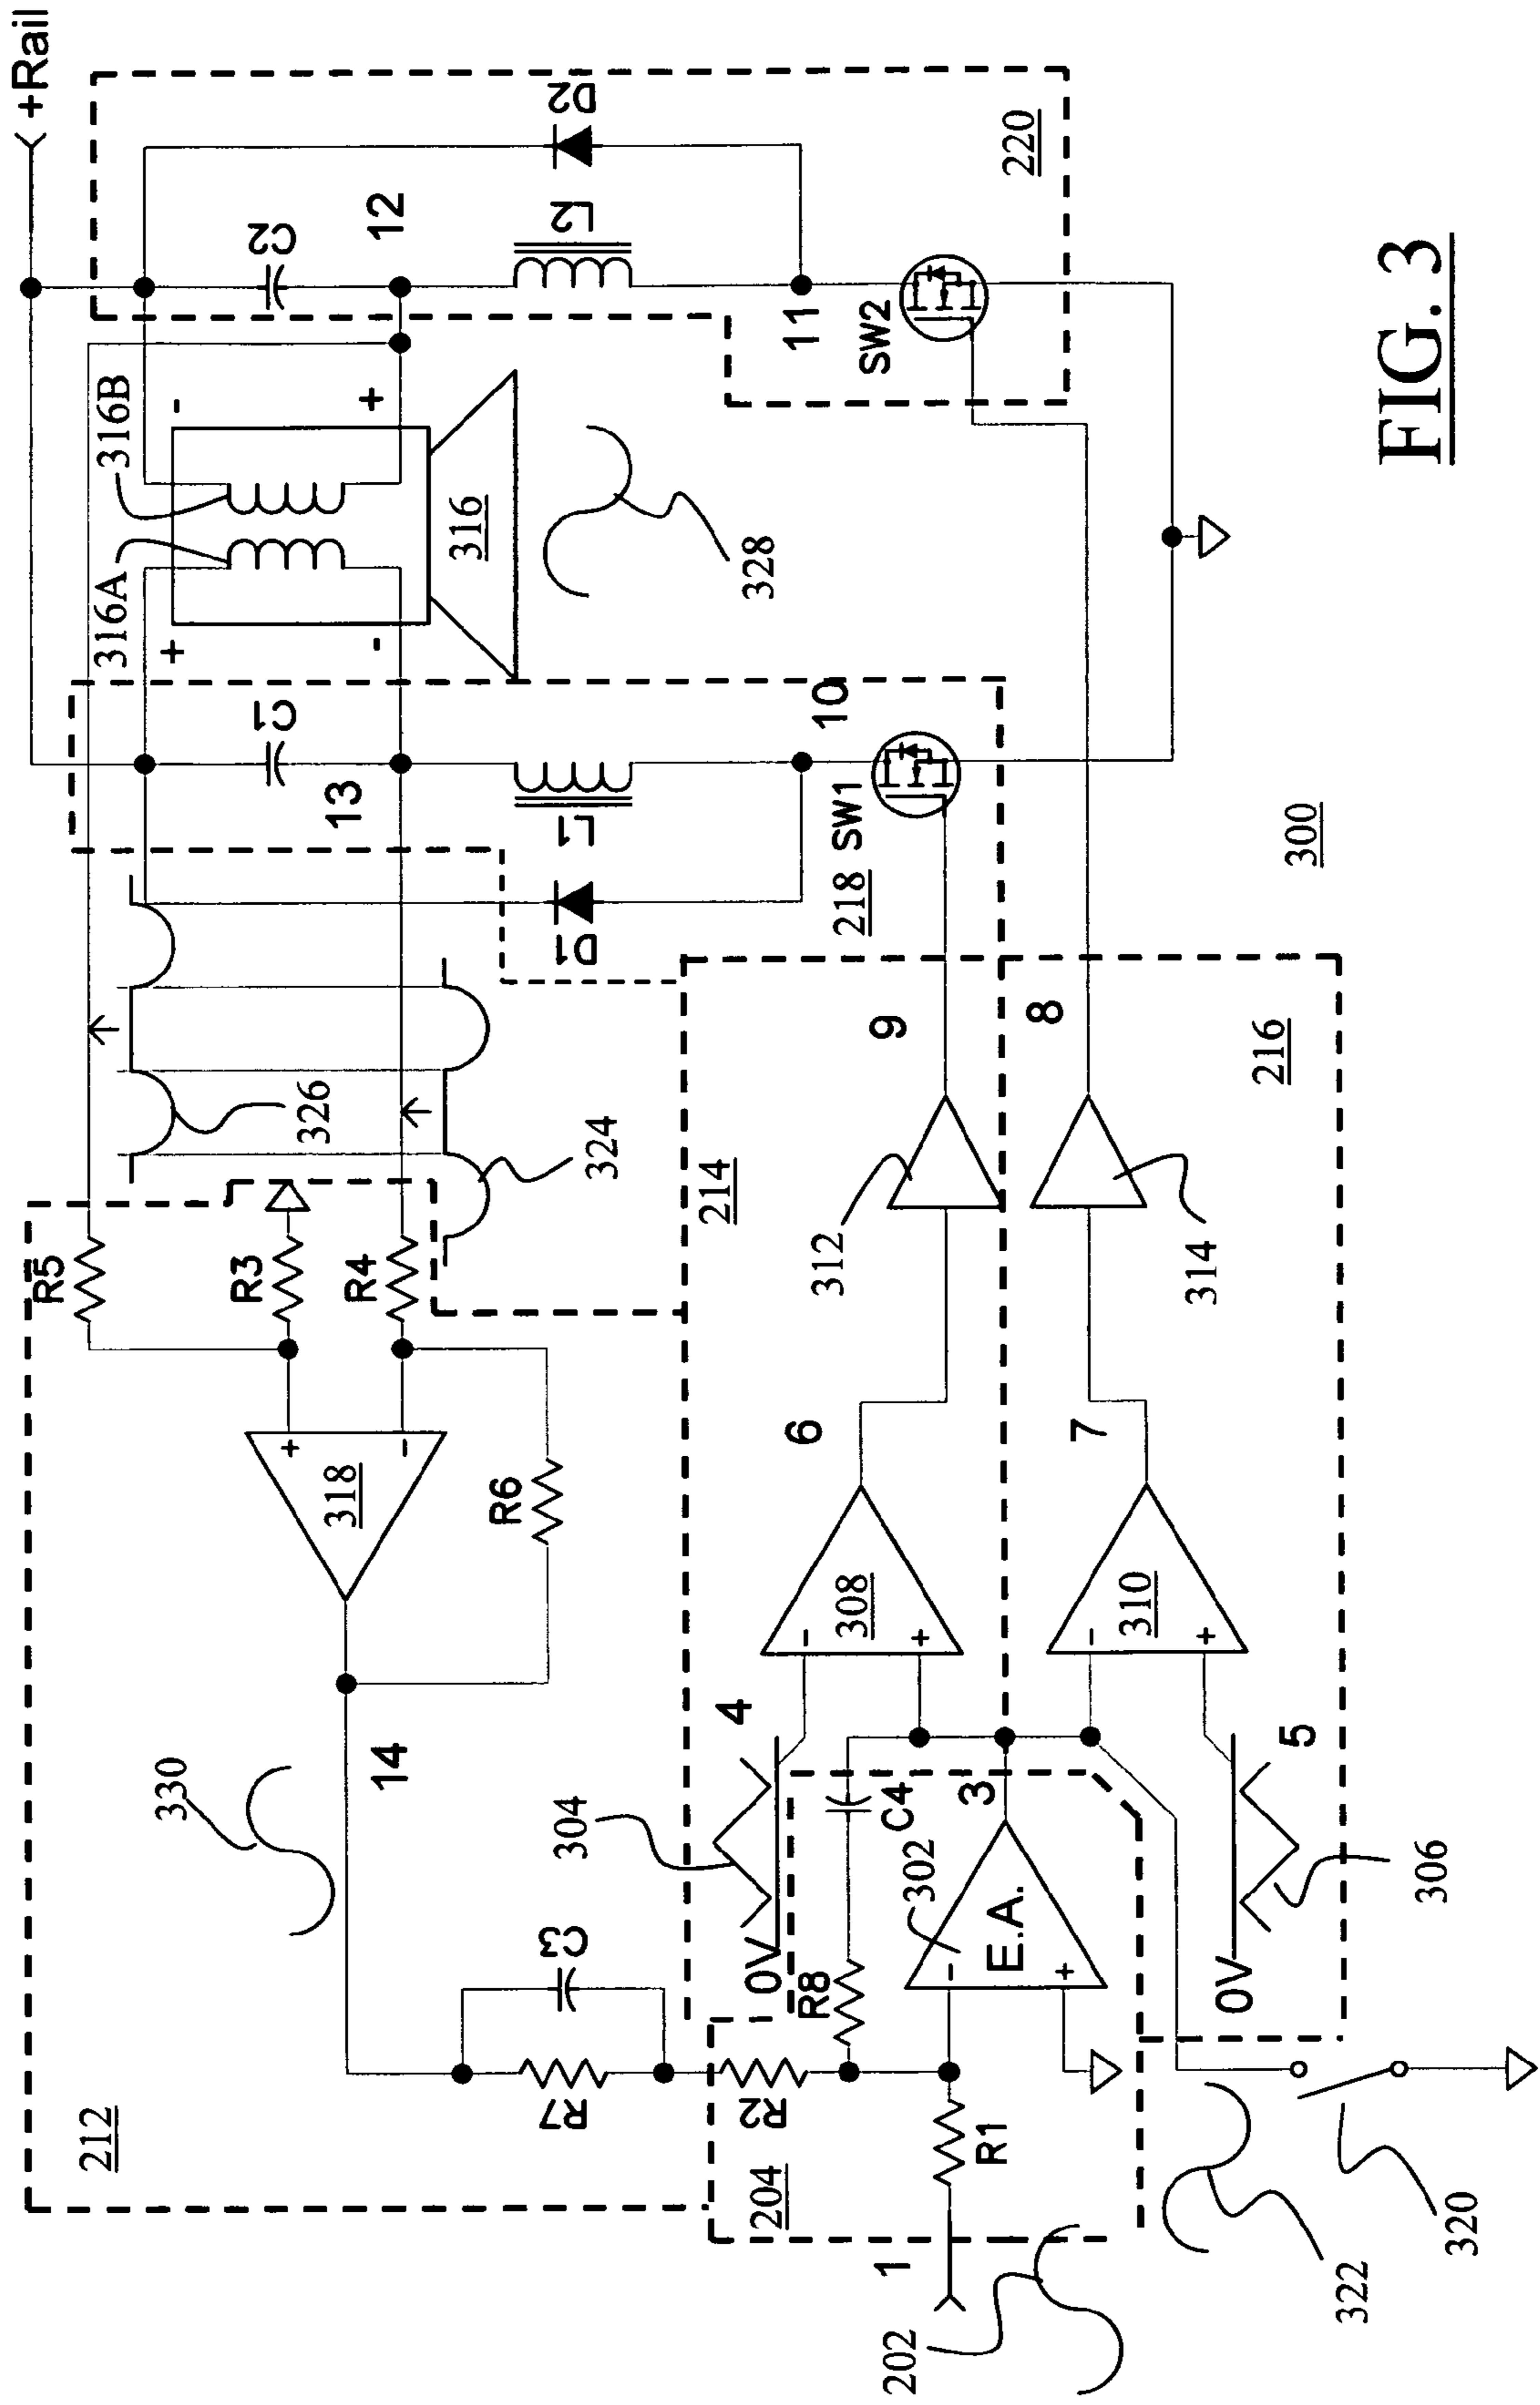 +Rail
D2
220
C2
12
L2
11
SW2
316B
-
+
316
316A
+
-
328
C1
13
L1
10
SW1
218
D1
326
324
R5
R3
R4
+
-
318
R6
9
8
216
214
312
314
6
7
308
-
+
310
-
+
330
14
304
4
0V
C4
3
302
E.A.
-
+
R8
C3
R7
R2
212
204
R1
1
202
5
0V
306
320
322
300
FIG. 3